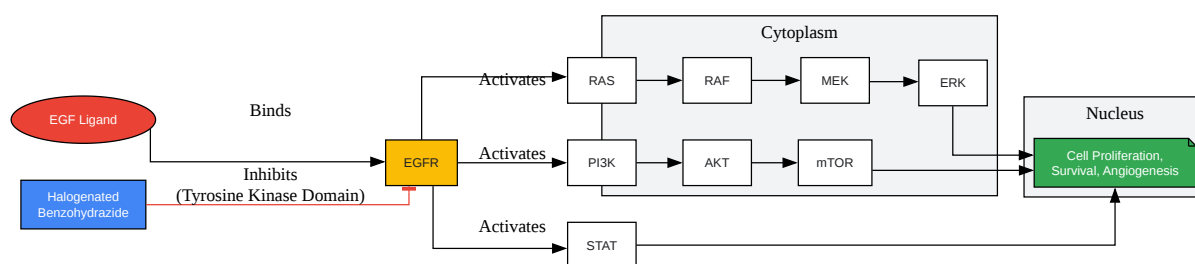 Cytoplasm
Activates
RAS
RAF
MEK
ERK
EGF Ligand
Binds
Nucleus
EGFR
Activates
PI3K
AKT
mTOR
Cell Proliferation,
Survival, Angiogenesis
Inhibits
(Tyrosine Kinase Domain)
Halogenated
Benzohydrazide
Activates
STAT